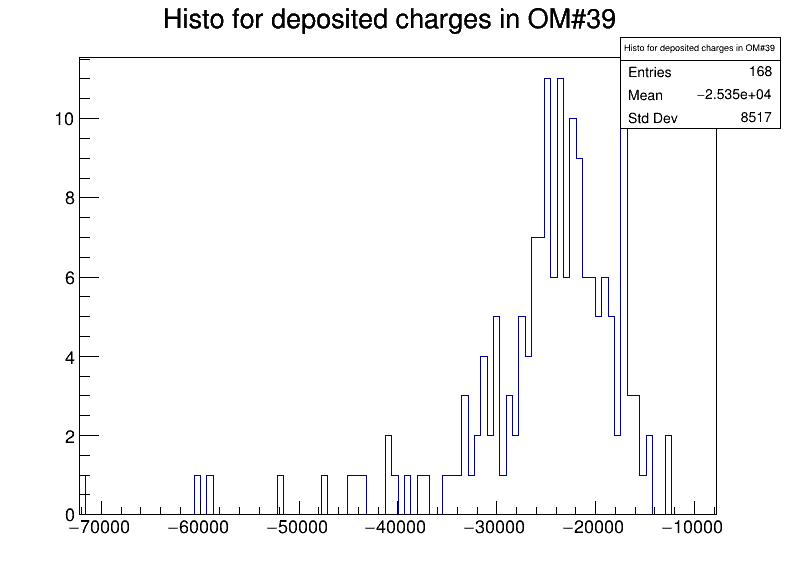 Histo for deposited charges in OM#39
Histo for deposited charges in OM#39
Entries 168
Mean −2.535e+04
Std Dev 8517
10
8
6
4
2
0
−70000 −60000 −50000 −40000 −30000 −20000 −10000